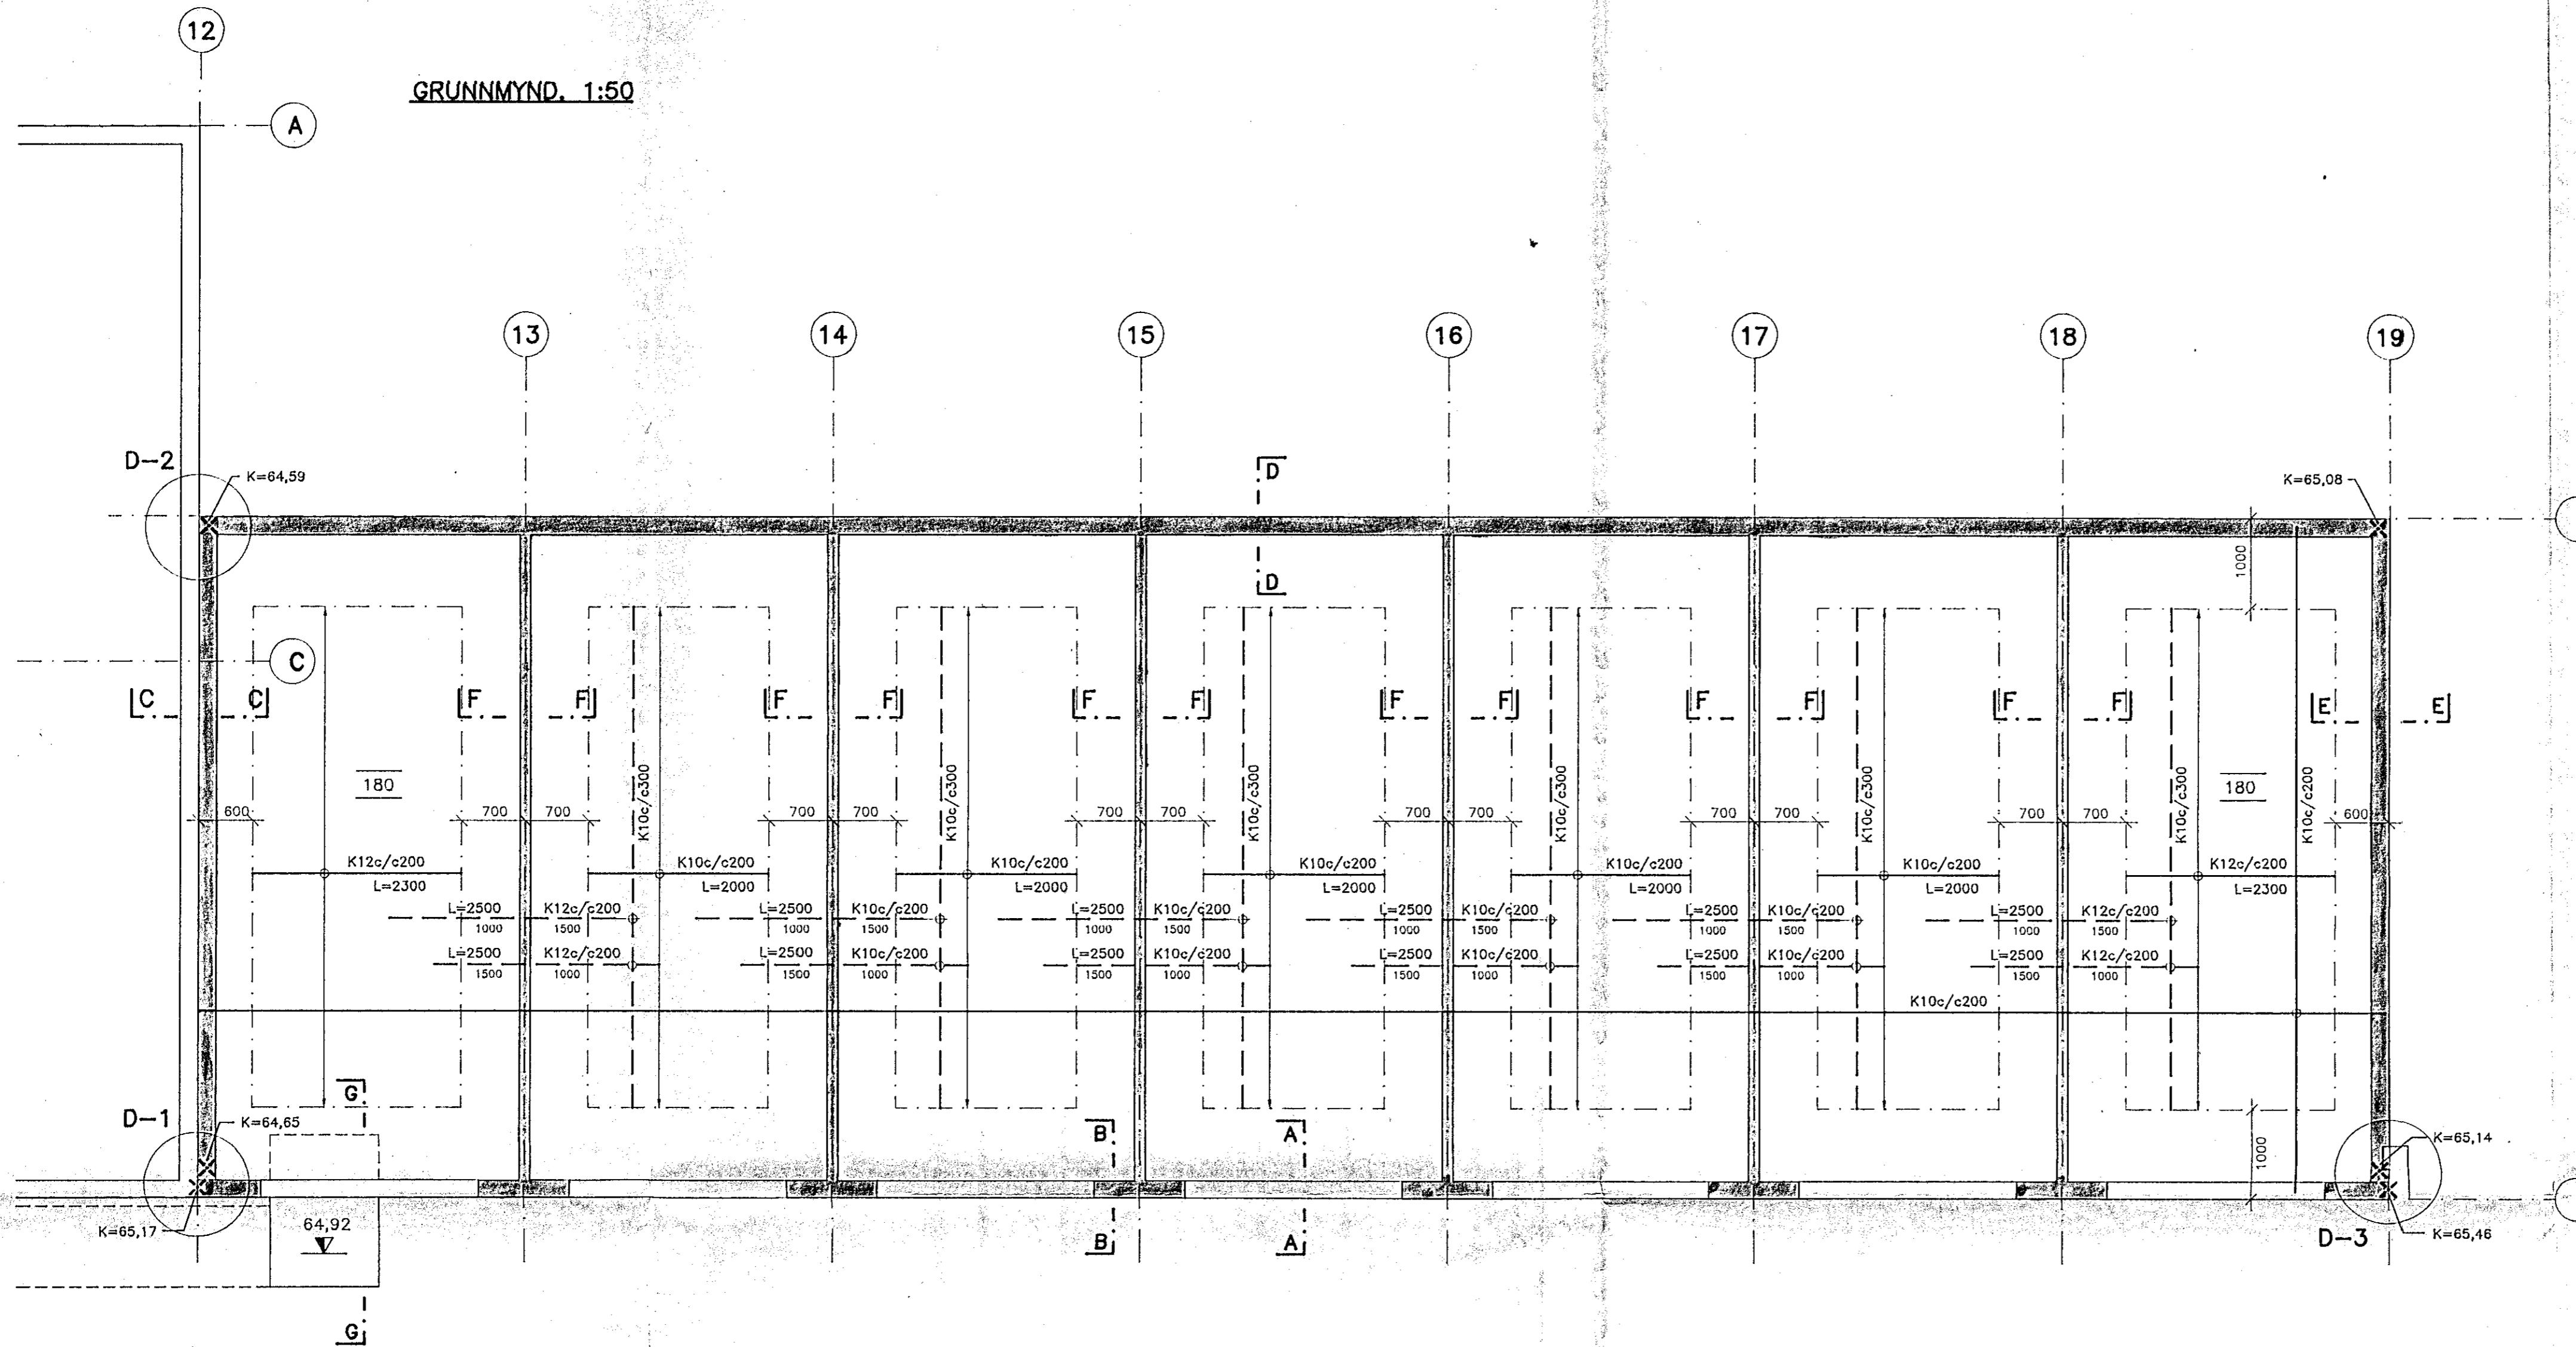 12
GRUNNMYND. 1:50
A
13
14
15
16
17
18
19
D-2
K=64,59
D
K=65,08
D
1000
C
C
C
F
F
F
F
F
F
F
F
F
F
F
F
E
E
180
K10c/c300
K10c/c300
K10c/c300
K10c/c300
K10c/c300
K10c/c300
180
K10c/c200
600
700
700
700
700
700
700
700
700
700
700
700
700
600
K12c/c200
K10c/c200
K10c/c200
K10c/c200
K10c/c200
K10c/c200
K12c/c200
L=2300
L=2000
L=2000
L=2000
L=2000
L=2000
L=2300
L=2500
K12c/c200
L=2500
K10c/c200
L=2500
K10c/c200
L=2500
K10c/c200
L=2500
K10c/c200
L=2500
K12c/c200
1000
1500
1000
1500
1000
1500
1000
1500
1000
1500
1000
1500
L=2500
K12c/c200
L=2500
K10c/c200
L=2500
K10c/c200
L=2500
K10c/c200
L=2500
K10c/c200
L=2500
K12c/c200
1500
1000
1500
1000
1500
1000
1500
1000
1500
1000
1500
1000
K10c/c200
G
D-1
K=64,65
B
A
1000
K=65,14
K=65,17
64,92
B
A
D-3
K=65,46
G